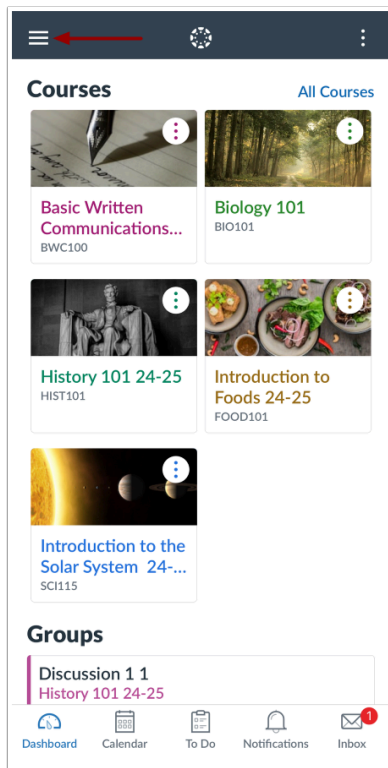 Courses
All Courses
Basic Written
Communications...
BWC100
Biology 101
BIO101
History 101 24-25
HIST101
Introduction to
Foods 24-25
FOOD101
Introduction to the
Solar System 24-...
SCI115
Groups
Discussion 1 1
History 101 24-25
1
Dashboard
Calendar
To Do
Notifications
Inbox